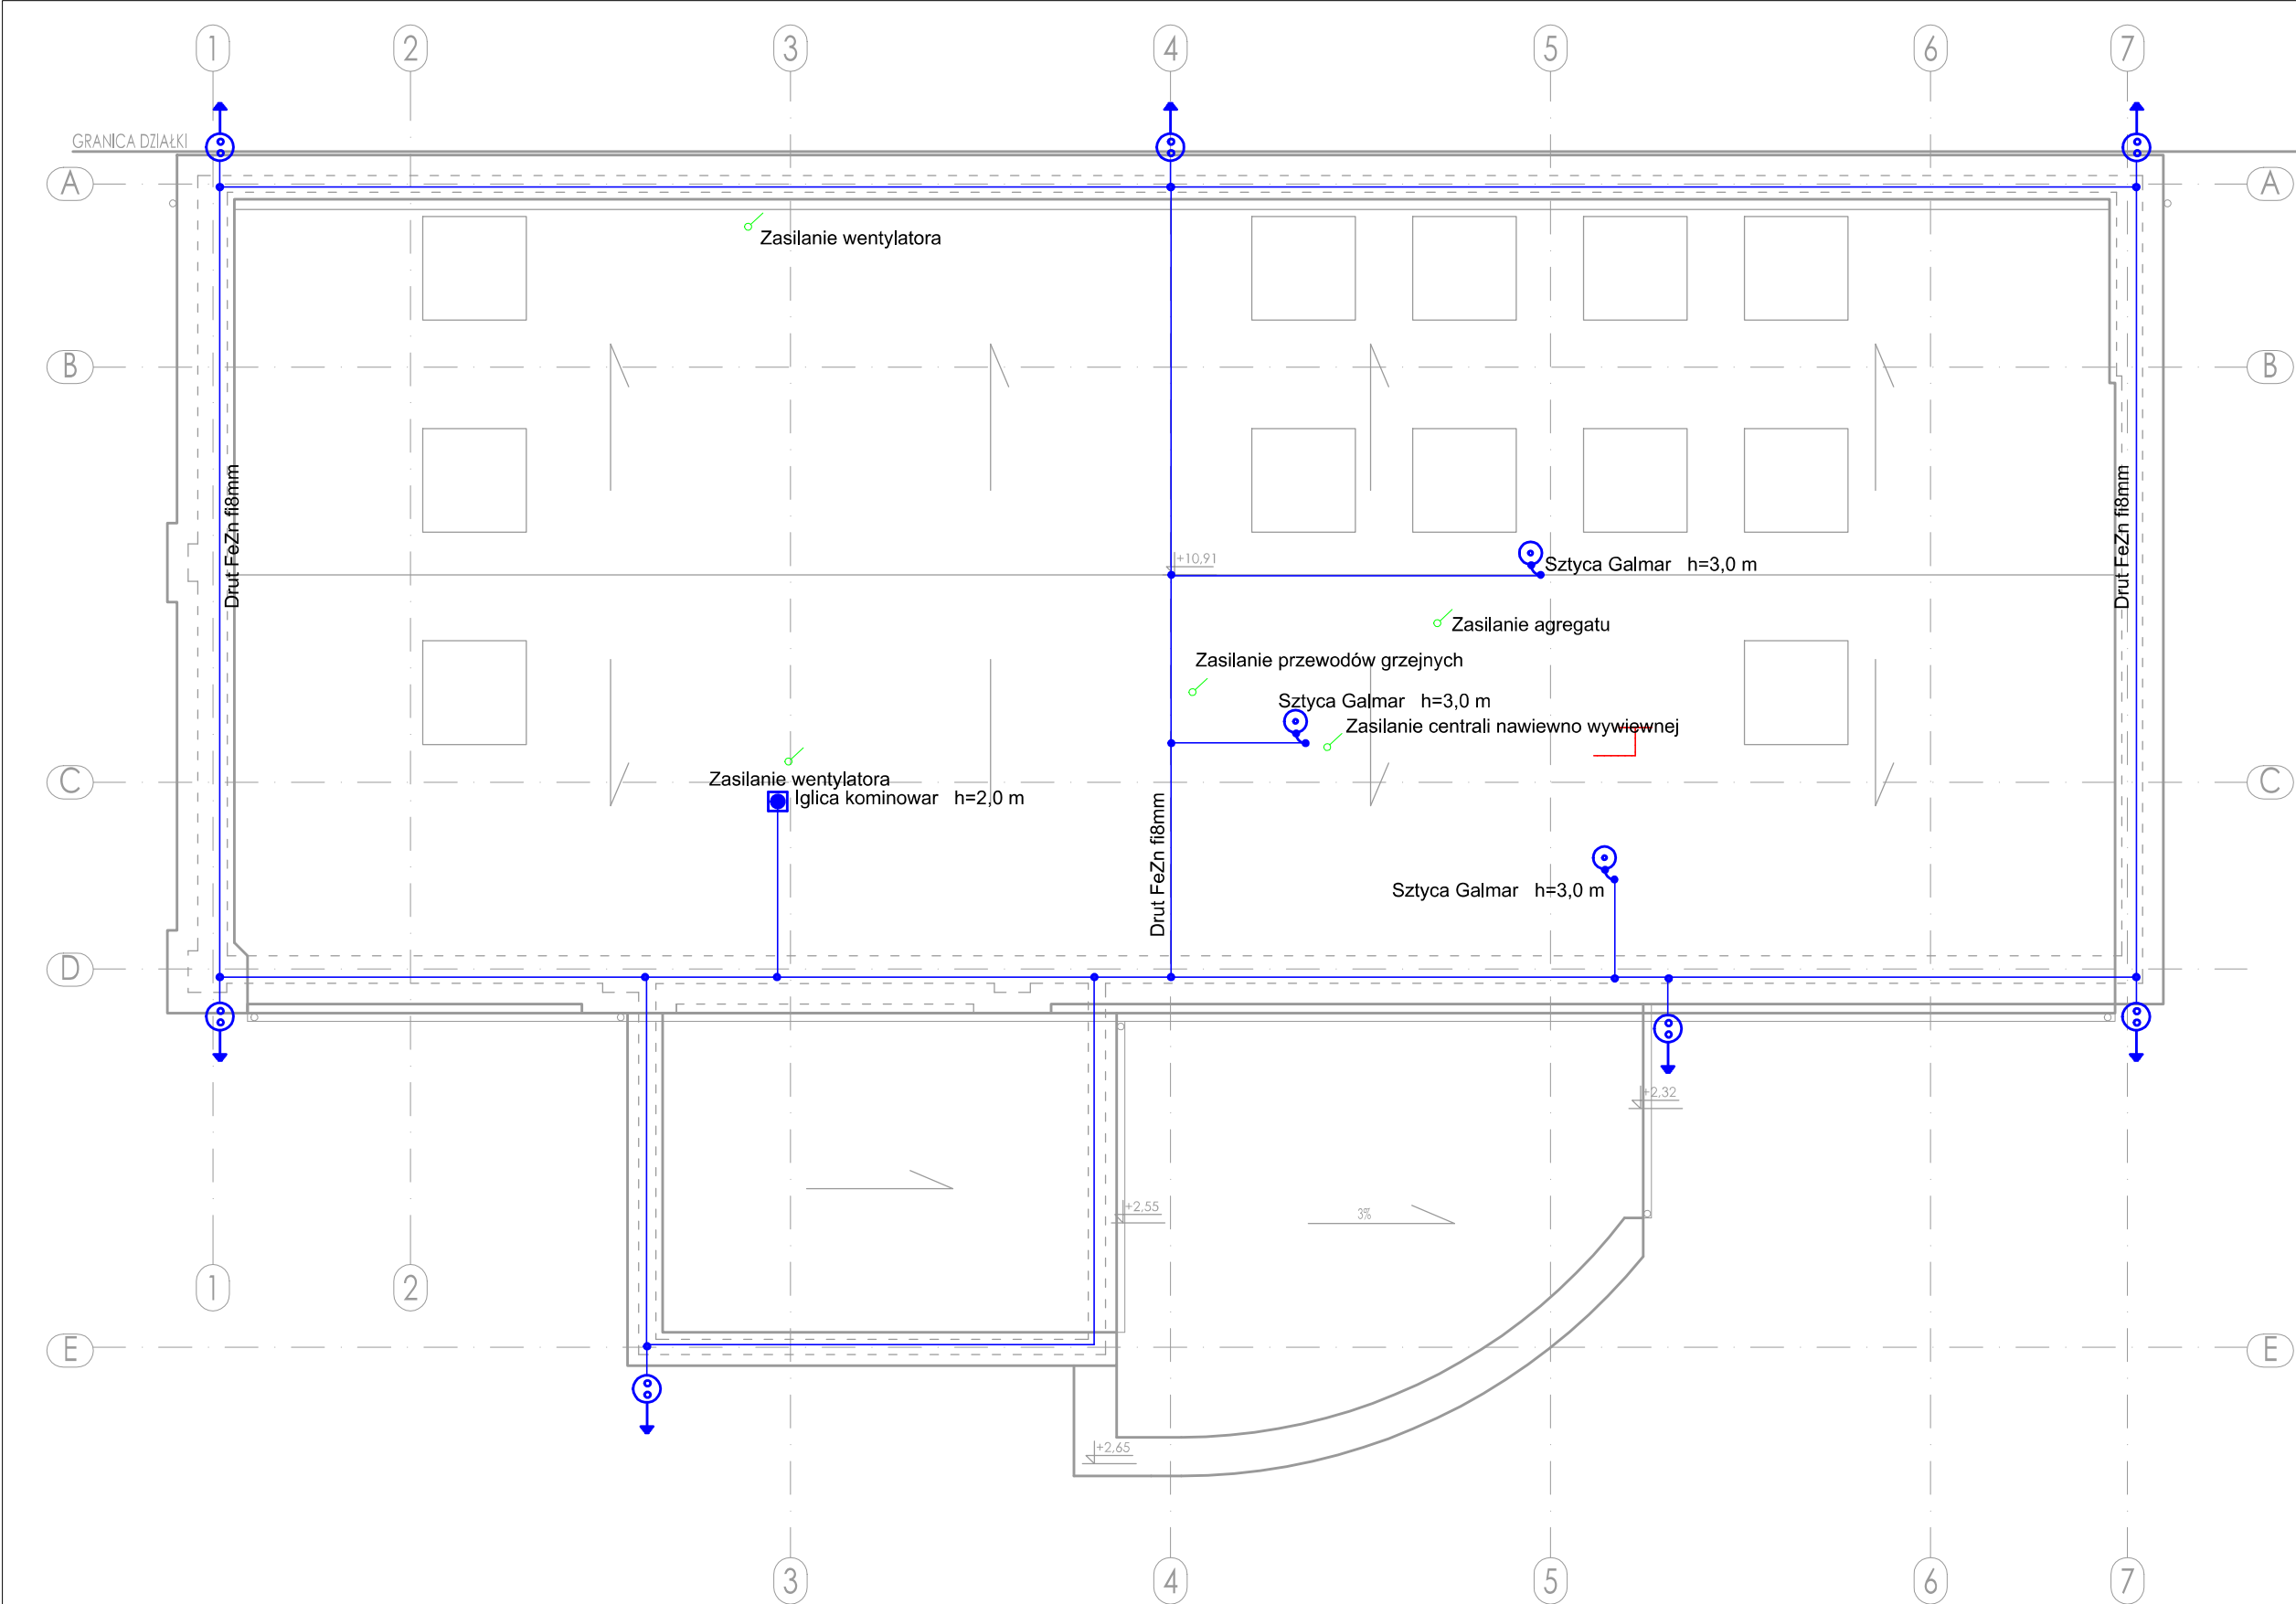 1 2 3 4 5 6 7
GRANICA DZIAŁKI
A A
Zasilanie wentylatora
B B
Drut FeZn fi8mm
Drut FeZn fi8mm
+10,91
Sztyca Galmar h=3,0 m
Zasilanie agregatu
Zasilanie przewodów grzejnych
Sztyca Galmar h=3,0 m
Zasilanie centrali nawiewno wywiewnej
C C
Zasilanie wentylatora
Iglica kominowar h=2,0 m
Drut FeZn fi8mm
Sztyca Galmar h=3,0 m
D
+2,32
+2,55
3%
1 2
E E
+2,65
3 4 5 6 7